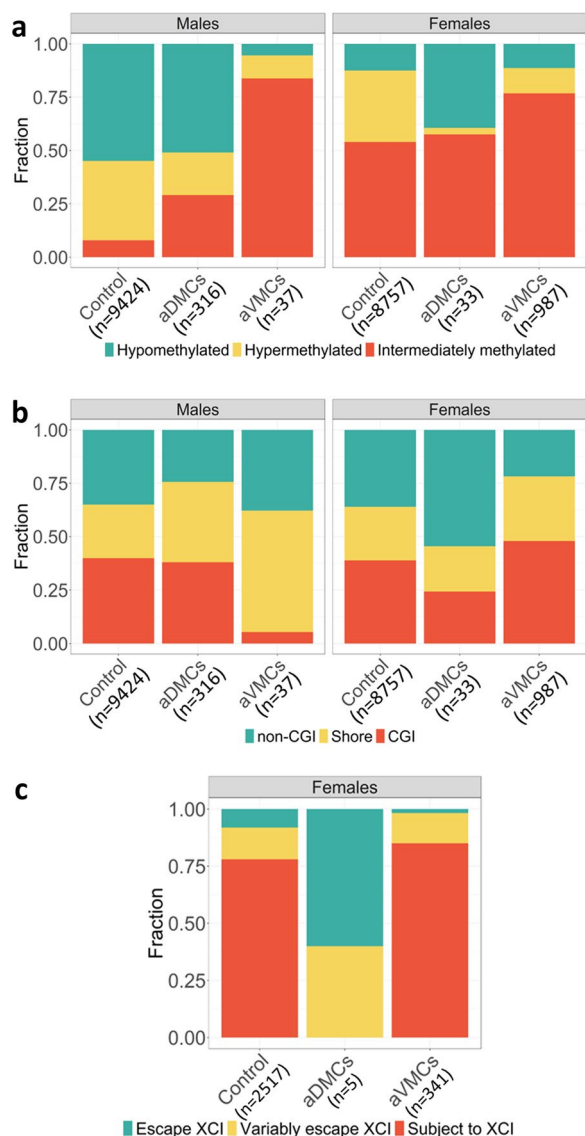 a
Males Females
Fraction
1.00
0.75
0.50
0.25
0.00
Control (n=9424)
aDMCs (n=316)
aVMCs (n=37)
Control (n=8757)
aDMCs (n=33)
aVMCs (n=987)
Hypomethylated Hypermethylated Intermediately methylated
b
Males Females
Fraction
1.00
0.75
0.50
0.25
0.00
Control (n=9424)
aDMCs (n=316)
aVMCs (n=37)
Control (n=8757)
aDMCs (n=33)
aVMCs (n=987)
non-CGI Shore CGI
c
Females
Fraction
1.00
0.75
0.50
0.25
0.00
Control (n=2517)
aDMCs (n=5)
aVMCs (n=341)
Escape XCI Variably escape XCI Subject to XCI